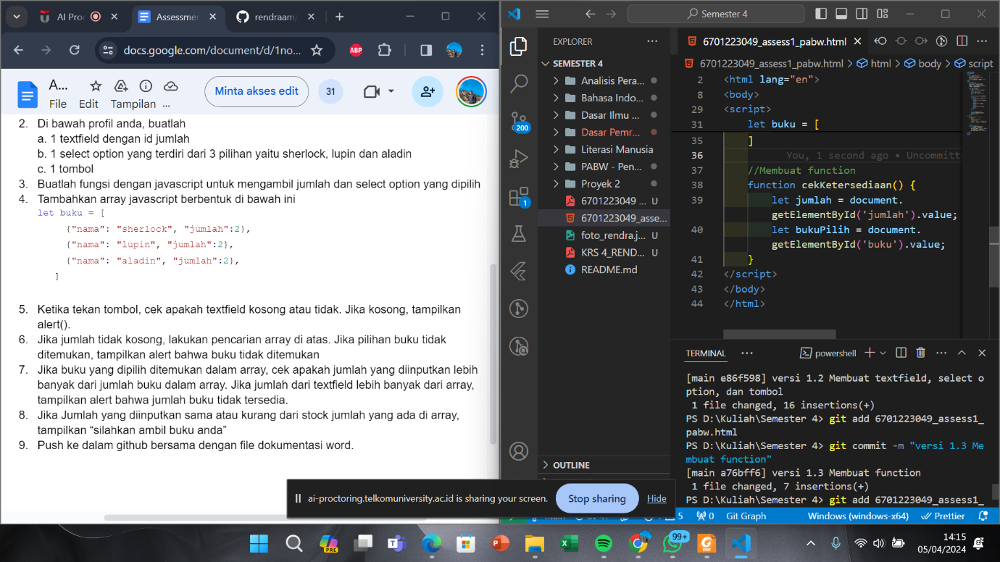 AI Proc
Assessmen
rendraam/
docs.google.com/document/d/1no...
ABP
A...
File Edit Tampilan ...
Minta akses edit
31
2. Di bawah profil anda, buatlah
a. 1 textfield dengan id jumlah
b. 1 select option yang terdiri dari 3 pilihan yaitu sherlock, lupin dan aladin
c. 1 tombol
3. Buatlah fungsi dengan javascript untuk mengambil jumlah dan select option yang dipilih
4. Tambahkan array javascript berbentuk di bawah ini
let buku = [
{"nama": "sherlock", "jumlah":2},
{"nama": "lupin", "jumlah":2},
{"nama": "aladin", "jumlah":2},
]
5. Ketika tekan tombol, cek apakah textfield kosong atau tidak. Jika kosong, tampilkan
alert().
6. Jika jumlah tidak kosong, lakukan pencarian array di atas. Jika pilihan buku tidak
ditemukan, tampilkan alert bahwa buku tidak ditemukan
7. Jika buku yang dipilih ditemukan dalam array, cek apakah jumlah yang diinputkan lebih
banyak dari jumlah buku dalam array. Jika jumlah dari textfield lebih banyak dari array,
tampilkan alert bahwa jumlah buku tidak tersedia.
8. Jika Jumlah yang diinputkan sama atau kurang dari stock jumlah yang ada di array,
tampilkan “silahkan ambil buku anda”
9. Push ke dalam github bersama dengan file dokumentasi word.
Semester 4
EXPLORER
SEMESTER 4
Analisis Pera...
Bahasa Indo...
Dasar Ilmu ...
Dasar Pemr...
Literasi Manusia
PABW - Pen...
Proyek 2
6701223049 ... U
6701223049_asse...
foto_rendra.j... U
KRS 4_REND... U
README.md
OUTLINE
200
1
6701223049_assess1_pabw.html
6701223049_assess1_pabw.html > html > body > script
2 <html lang="en">
8 <body>
29 <script>
31 let buku = [
35 ]
36 You, 1 second ago • Uncommitte
37 //Membuat function
38 function cekKetersediaan() {
39 let jumlah = document.
getElementById('jumlah').value;
40 let bukuPilih = document.
getElementById('buku').value;
41 }
42 </script>
43 </body>
44 </html>
TERMINAL
powershell
[main e86f598] versi 1.2 Membuat textfield, select o
ption, dan tombol
1 file changed, 16 insertions(+)
PS D:\Kuliah\Semester 4> git add 6701223049_assess1_
pabw.html
PS D:\Kuliah\Semester 4> git commit -m "versi 1.3 Me
mbuat function"
[main a76bff6] versi 1.3 Membuat function
1 file changed, 7 insertions(+)
PS D:\Kuliah\Semester 4> git add 6701223049_assess1_
ai-proctoring.telkomuniversity.ac.id is sharing your screen.
Stop sharing
Hide
5
0
Git Graph
Windows (windows-x64)
Prettier
PRE
99+
PDF
14:15
05/04/2024